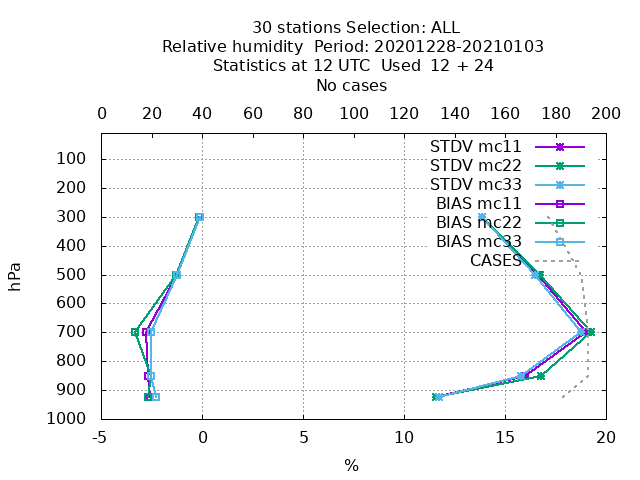 30 stations Selection: ALL
Relative humidity  Period: 20201228-20210103
Statistics at 12 UTC  Used  12 + 24
No cases
0 20 40 60 80 100 120 140 160 180 200
STDV mc11
STDV mc22
STDV mc33
BIAS mc11
BIAS mc22
BIAS mc33
CASES
hPa
100
200
300
400
500
600
700
800
900
1000
-5 0 5 10 15 20
%